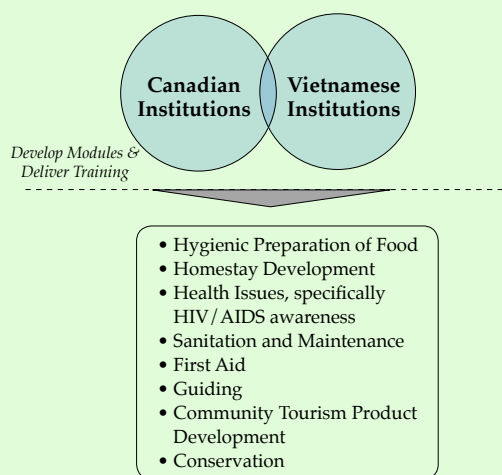 Canadian
Institutions
Vietnamese
Institutions
Develop Modules &
Deliver Training
• Hygienic Preparation of Food
• Homestay Development
• Health Issues, specifically
HIV/AIDS awareness
• Sanitation and Maintenance
• First Aid
• Guiding
• Community Tourism Product
Development
• Conservation